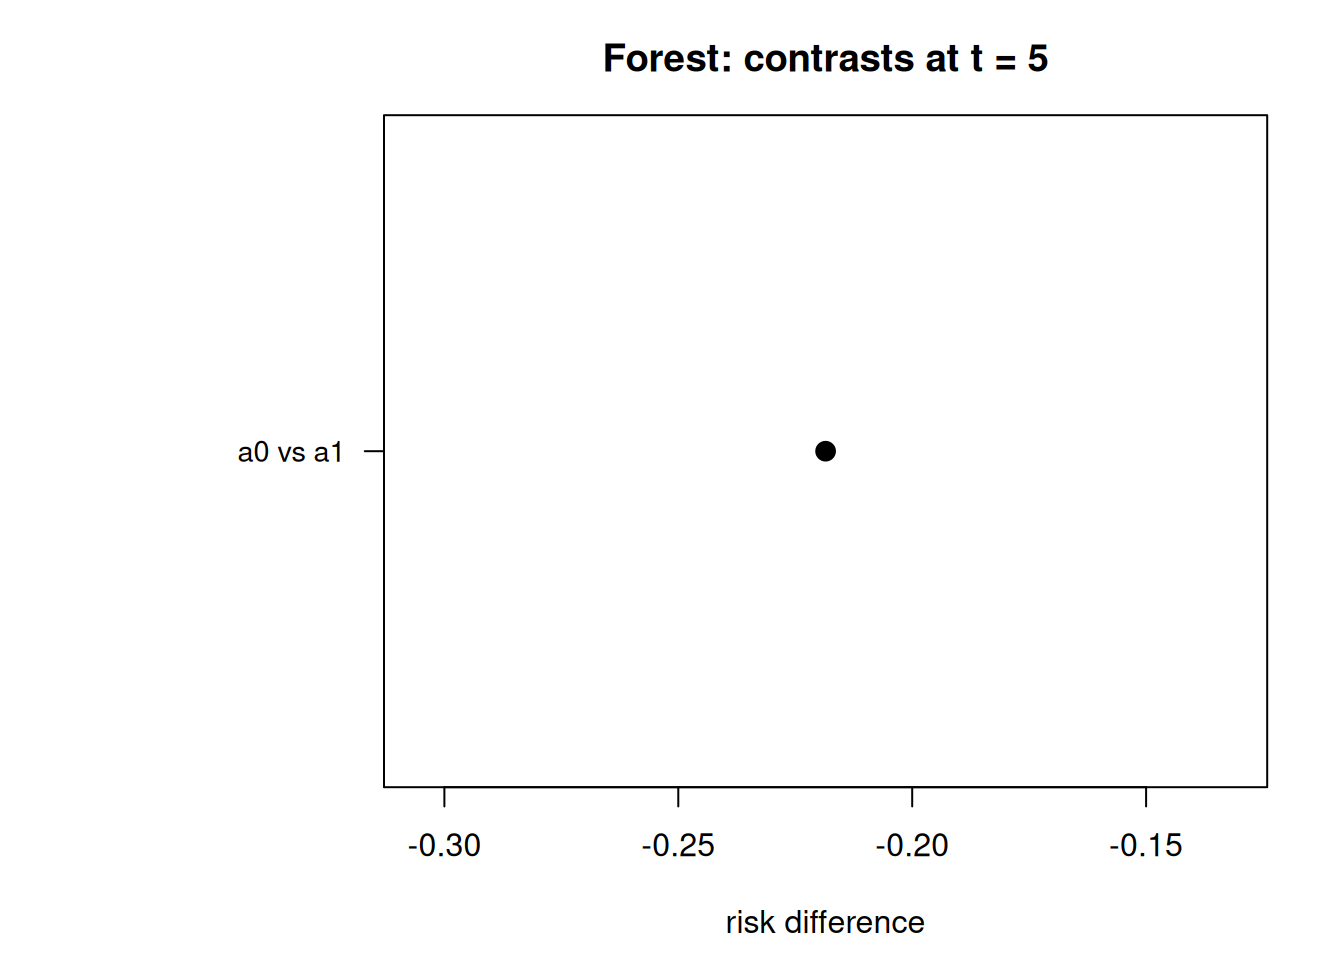 Forest: contrasts at t = 5
a0 vs a1
-0.30 -0.25 -0.20 -0.15
risk difference